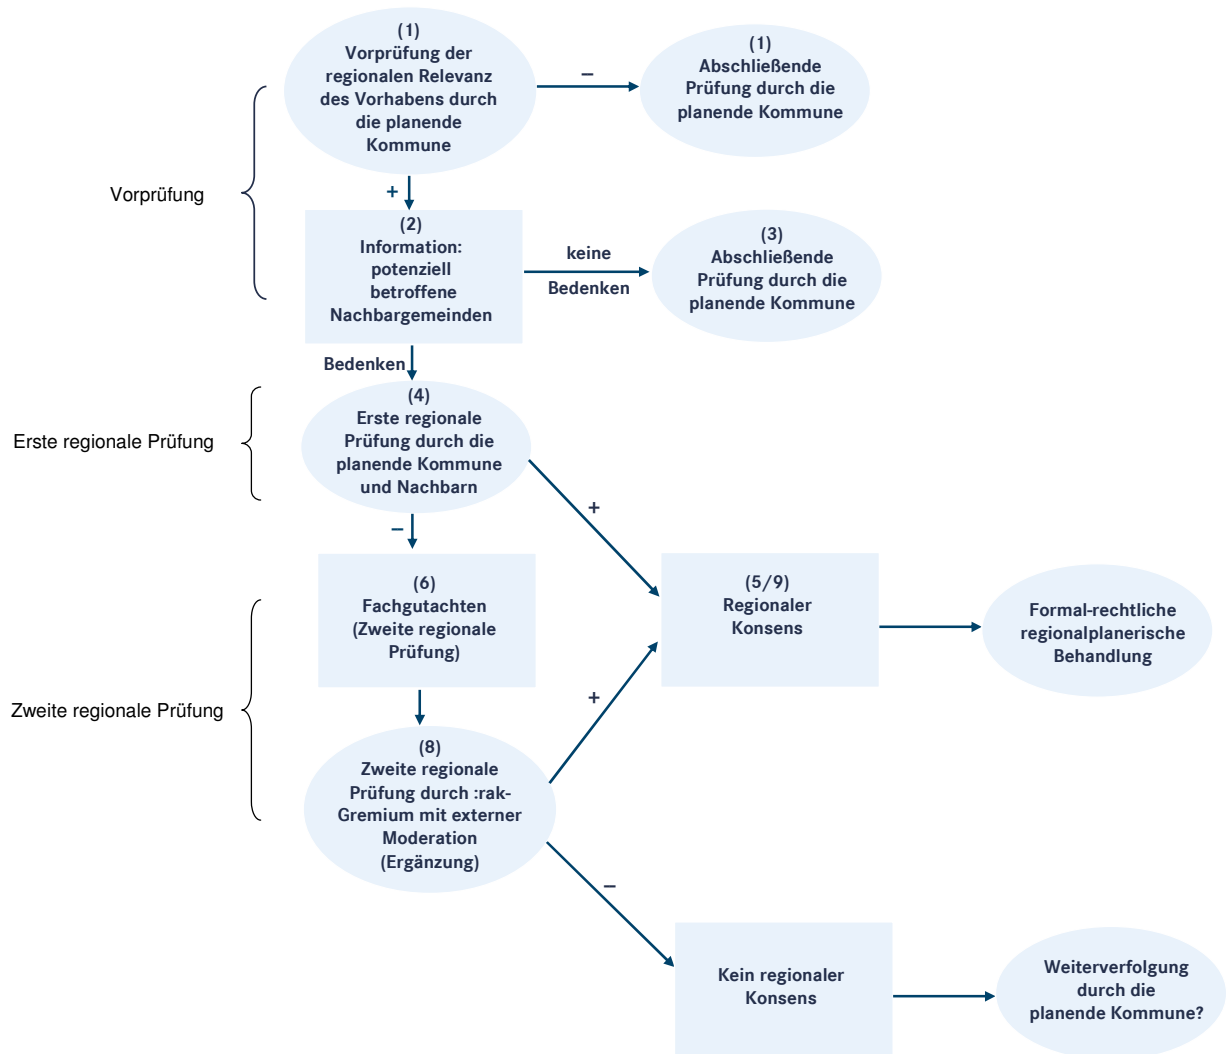 (1)
Vorprüfung der
regionalen Relevanz
des Vorhabens durch
die planende
Kommune
–
(1)
Abschließende
Prüfung durch die
planende Kommune
Vorprüfung
+
(2)
Information:
potenziell
betroffene
Nachbargemeinden
keine
Bedenken
(3)
Abschließende
Prüfung durch die
planende Kommune
Bedenken
Erste regionale Prüfung
(4)
Erste regionale
Prüfung durch die
planende Kommune
und Nachbarn
+
–
(6)
Fachgutachten
(Zweite regionale
Prüfung)
(5/9)
Regionaler
Konsens
Formal-rechtliche
regionalplanerische
Behandlung
Zweite regionale Prüfung
+
(8)
Zweite regionale
Prüfung durch :rak-
Gremium mit externer
Moderation
(Ergänzung)
–
Kein regionaler
Konsens
Weiterverfolgung
durch die
planende Kommune?